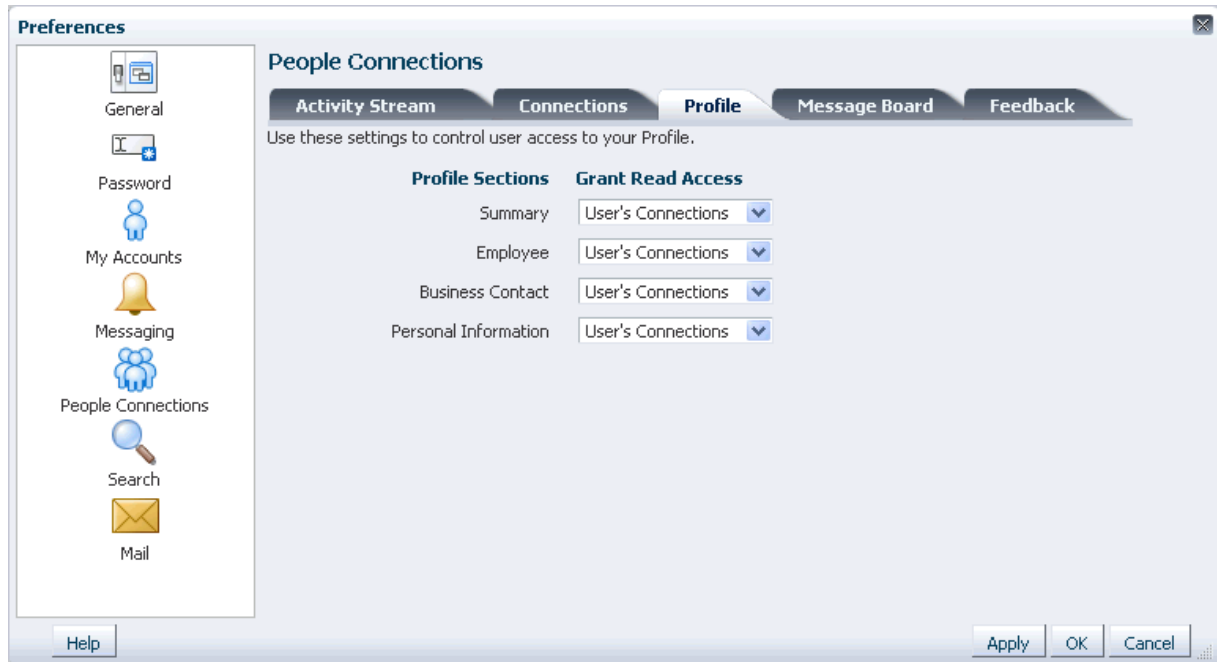 Preferences
General
Password
My Accounts
Messaging
People Connections
Search
Mail
People Connections
Activity Stream Connections Profile Message Board Feedback
Use these settings to control user access to your Profile.
Profile Sections Grant Read Access
Summary User's Connections
Employee User's Connections
Business Contact User's Connections
Personal Information User's Connections
Help Apply OK Cancel